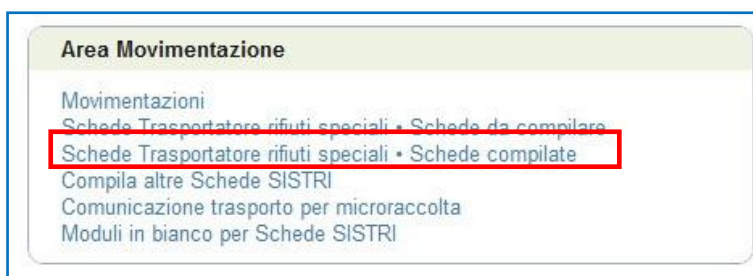 Area Movimentazione
Movimentazioni
Schede Trasportatore rifiuti speciali • Schede da compilare
Schede Trasportatore rifiuti speciali • Schede compilate
Compila altre Schede SISTRI
Comunicazione trasporto per microraccolta
Moduli in bianco per Schede SISTRI